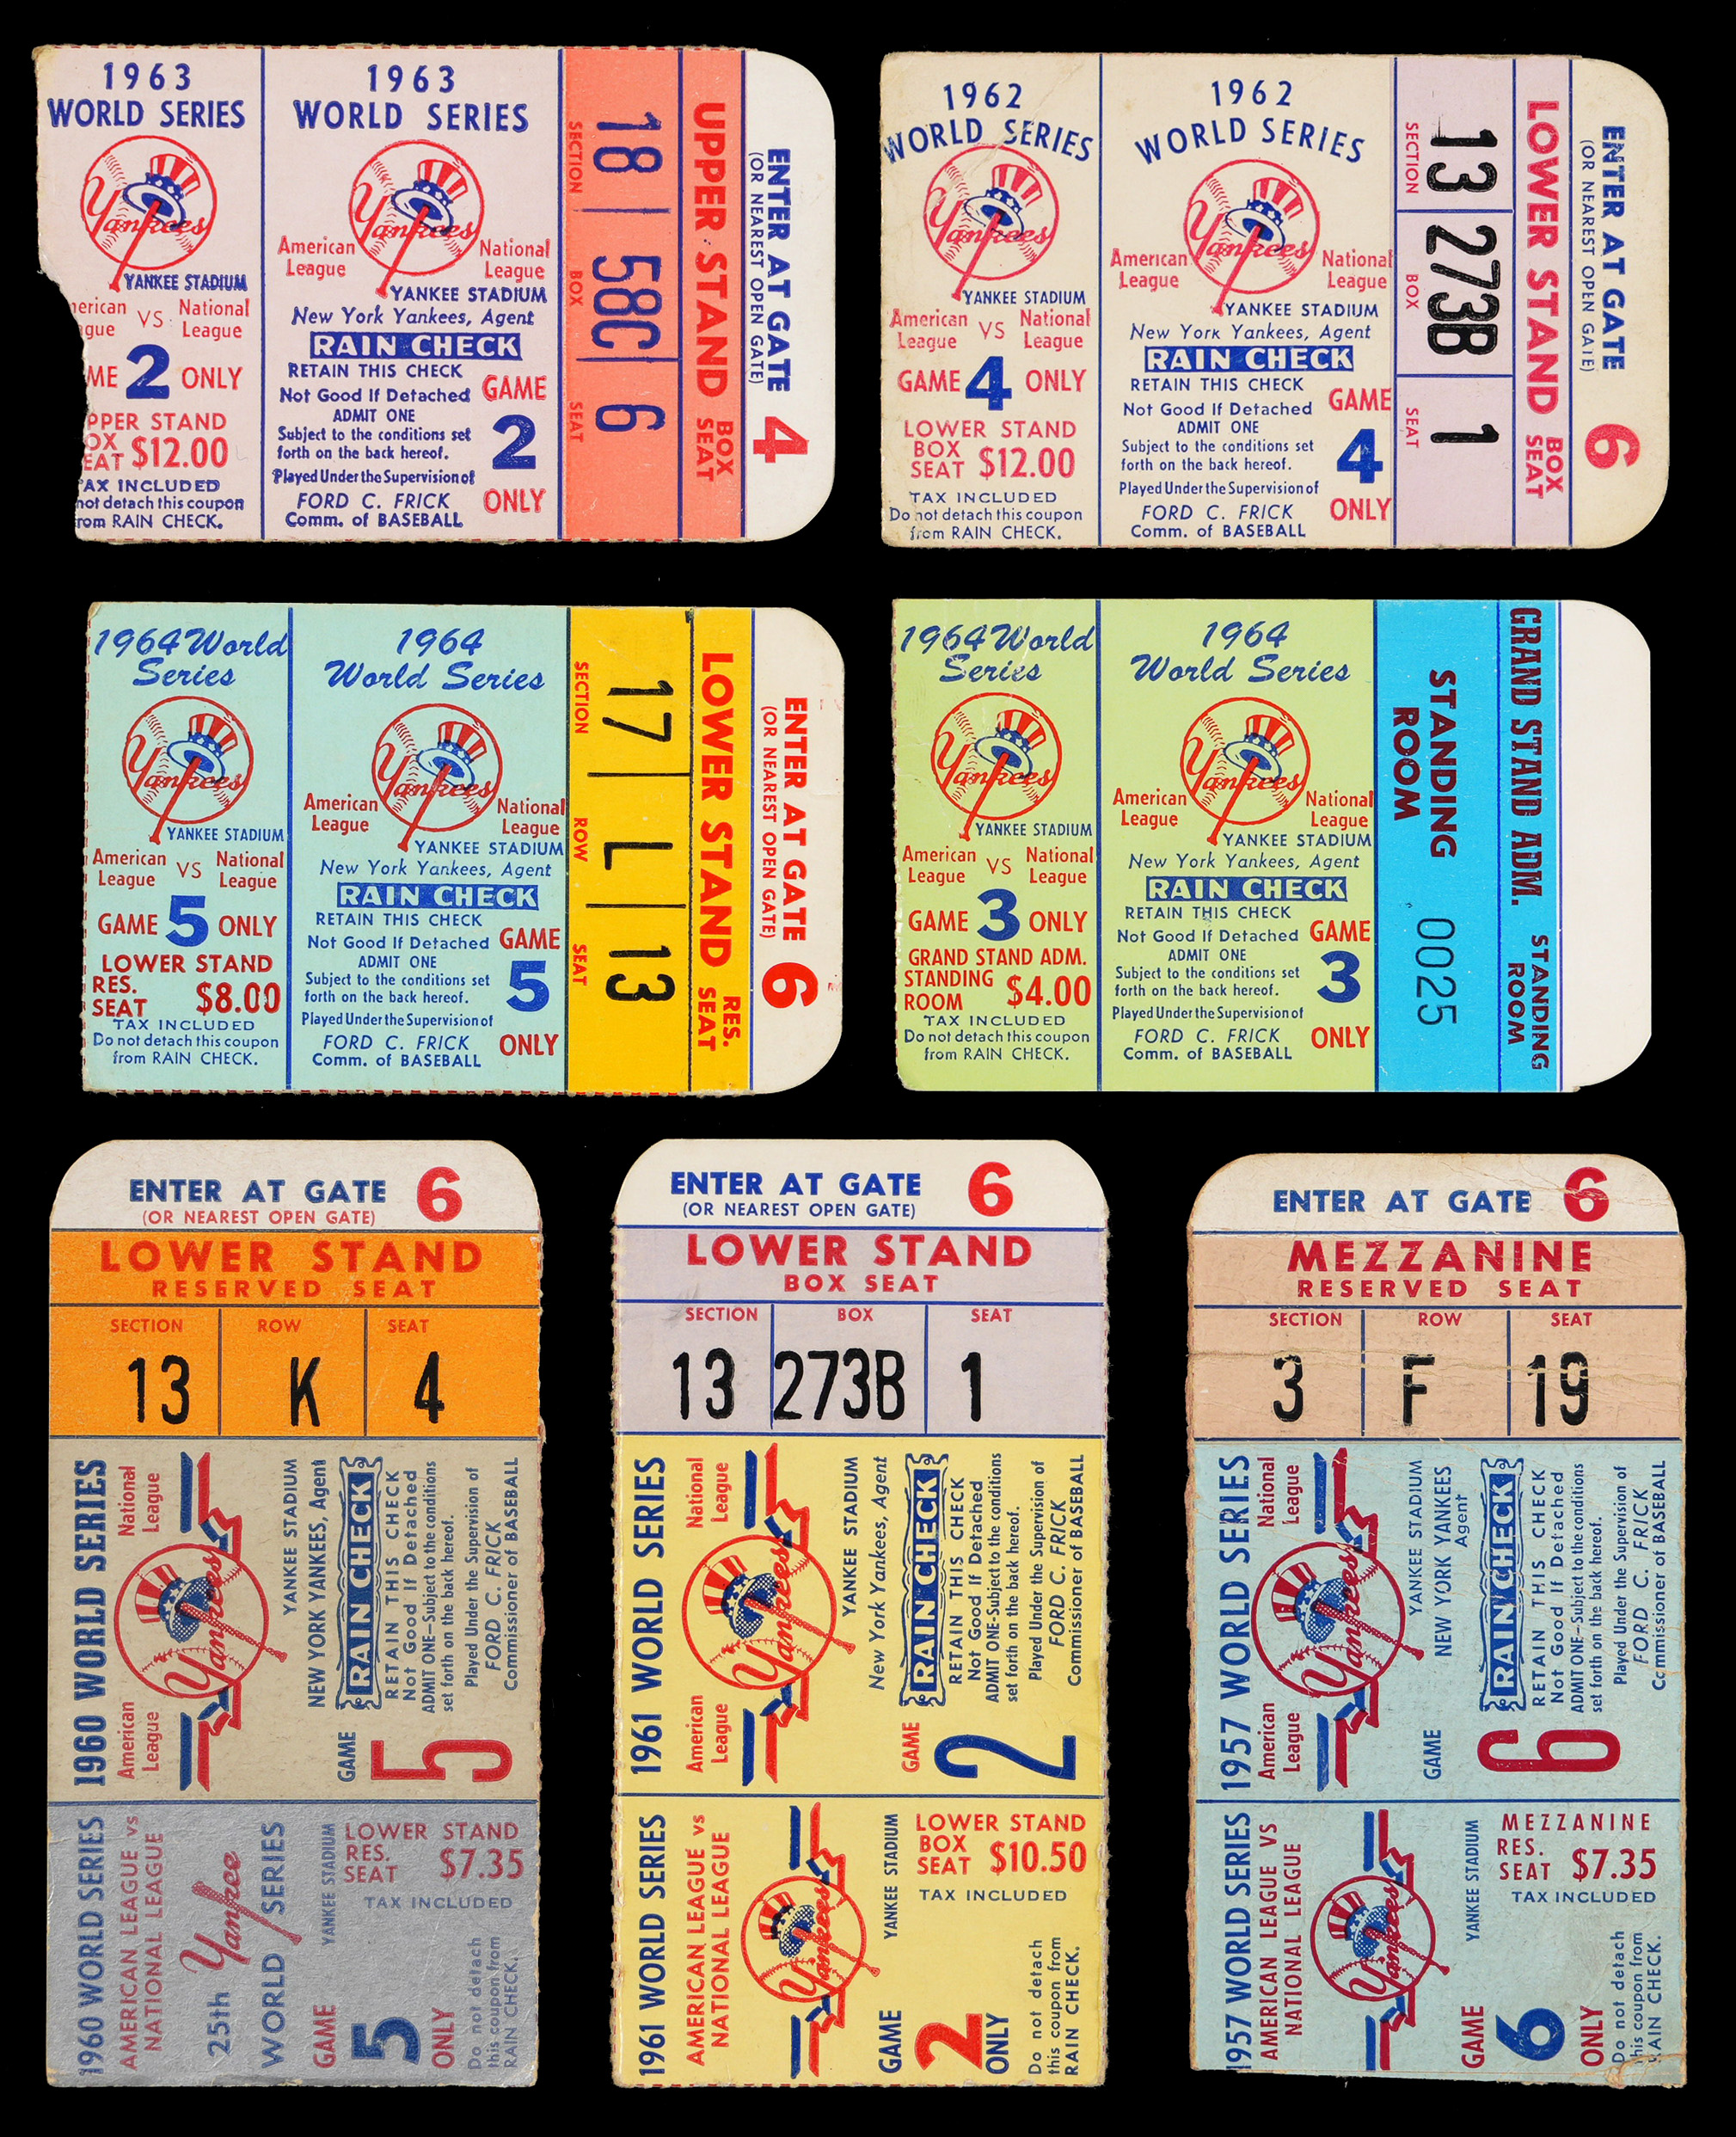 1963
WORLD SERIES
Yankees
YANKEE STADIUM
VS
National
League
2 ONLY
$12.00
INCLUDED
not detach this coupon
from RAIN CHECK.
1963
WORLD SERIES
Yankees
American
League
National
League
YANKEE STADIUM
New York Yankees, Agent
RAIN CHECK
RETAIN THIS CHECK
Not Good If Detached
ADMIT ONE
Subject to the conditions set
forth on the back hereof.
Played Under the Supervision of
FORD C. FRICK
Comm. of BASEBALL
GAME
2
ONLY
SECTION 18
BOX 58C
SEAT 6
UPPER STAND BOX SEAT
ENTER AT GATE 4
(OR NEAREST OPEN GATE)
1962
WORLD SERIES
Yankees
YANKEE STADIUM
American
League
VS
National
League
GAME 4 ONLY
LOWER STAND
BOX
SEAT $12.00
TAX INCLUDED
Do not detach this coupon
from RAIN CHECK.
1962
WORLD SERIES
Yankees
American
League
National
League
YANKEE STADIUM
New York Yankees, Agent
RAIN CHECK
RETAIN THIS CHECK
Not Good If Detached
ADMIT ONE
Subject to the conditions set
forth on the back hereof.
Played Under the Supervision of
FORD C. FRICK
Comm. of BASEBALL
GAME
4
ONLY
SECTION 13
BOX 273B
SEAT 1
LOWER STAND BOX SEAT
ENTER AT GATE 6
(OR NEAREST OPEN GATE)
1964 World
Series
Yankees
YANKEE STADIUM
American
League
VS
National
League
GAME 5 ONLY
LOWER STAND
RES.
SEAT $8.00
TAX INCLUDED
Do not detach this coupon
from RAIN CHECK.
1964
World Series
Yankees
American
League
National
League
YANKEE STADIUM
New York Yankees, Agent
RAIN CHECK
RETAIN THIS CHECK
Not Good If Detached
ADMIT ONE
Subject to the conditions set
forth on the back hereof.
Played Under the Supervision of
FORD C. FRICK
Comm. of BASEBALL
GAME
5
ONLY
SECTION 17
ROW L
SEAT 13
LOWER STAND RES. SEAT
ENTER AT GATE 6
(OR NEAREST OPEN GATE)
1964 World
Series
Yankees
YANKEE STADIUM
American
League
VS
National
League
GAME 3 ONLY
GRAND STAND ADM.
STANDING
ROOM $4.00
TAX INCLUDED
Do not detach this coupon
from RAIN CHECK.
1964
World Series
Yankees
American
League
National
League
YANKEE STADIUM
New York Yankees, Agent
RAIN CHECK
RETAIN THIS CHECK
Not Good If Detached
ADMIT ONE
Subject to the conditions set
forth on the back hereof.
Played Under the Supervision of
FORD C. FRICK
Comm. of BASEBALL
GAME
3
ONLY
STANDING
ROOM
0025
GRAND STAND ADM. STANDING ROOM
ENTER AT GATE 6
(OR NEAREST OPEN GATE)
LOWER STAND
RESERVED SEAT
SECTION ROW SEAT
13 K 4
1960 WORLD SERIES
American
League
National
League
Yankees
YANKEE STADIUM
NEW YORK YANKEES, Agent
RAIN CHECK
RETAIN THIS CHECK
Not Good If Detached
ADMIT ONE-Subject to the conditions
set forth on the back hereof.
Played Under the Supervision of
FORD C. FRICK
Commissioner of BASEBALL
GAME
5
1960 WORLD SERIES
AMERICAN LEAGUE vs
NATIONAL LEAGUE
25th Yankee
WORLD SERIES
YANKEE STADIUM
GAME
5
ONLY
LOWER STAND
RES.
SEAT $7.35
TAX INCLUDED
Do not detach
this coupon from
RAIN CHECK.
ENTER AT GATE 6
(OR NEAREST OPEN GATE)
LOWER STAND
BOX SEAT
SECTION BOX SEAT
13 273B 1
1961 WORLD SERIES
American
League
National
League
Yankees
YANKEE STADIUM
New York Yankees, Agent
RAIN CHECK
RETAIN THIS CHECK
Not Good If Detached
ADMIT ONE-Subject to the conditions
set forth on the back hereof.
Played Under the Supervision of
FORD C. FRICK
Commissioner of BASEBALL
GAME
2
1961 WORLD SERIES
AMERICAN LEAGUE vs
NATIONAL LEAGUE
Yankees
YANKEE STADIUM
GAME
2
ONLY
LOWER STAND
BOX
SEAT $10.50
TAX INCLUDED
Do not detach
this coupon from
RAIN CHECK.
ENTER AT GATE 6
MEZZANINE
RESERVED SEAT
SECTION ROW SEAT
3 F 19
1957 WORLD SERIES
American
League
National
League
Yankees
YANKEE STADIUM
NEW YORK YANKEES
Agent
RAIN CHECK
RETAIN THIS CHECK
Not Good If Detached
ADMIT ONE-Subject to the conditions
set forth on the back hereof.
Played Under the Supervision of
FORD C. FRICK
Commissioner of BASEBALL
GAME
6
1957 WORLD SERIES
AMERICAN LEAGUE VS
NATIONAL LEAGUE
Yankees
YANKEE STADIUM
GAME
6
ONLY
MEZZANINE
RES.
SEAT $7.35
TAX INCLUDED
Do not detach
this coupon from
RAIN CHECK.